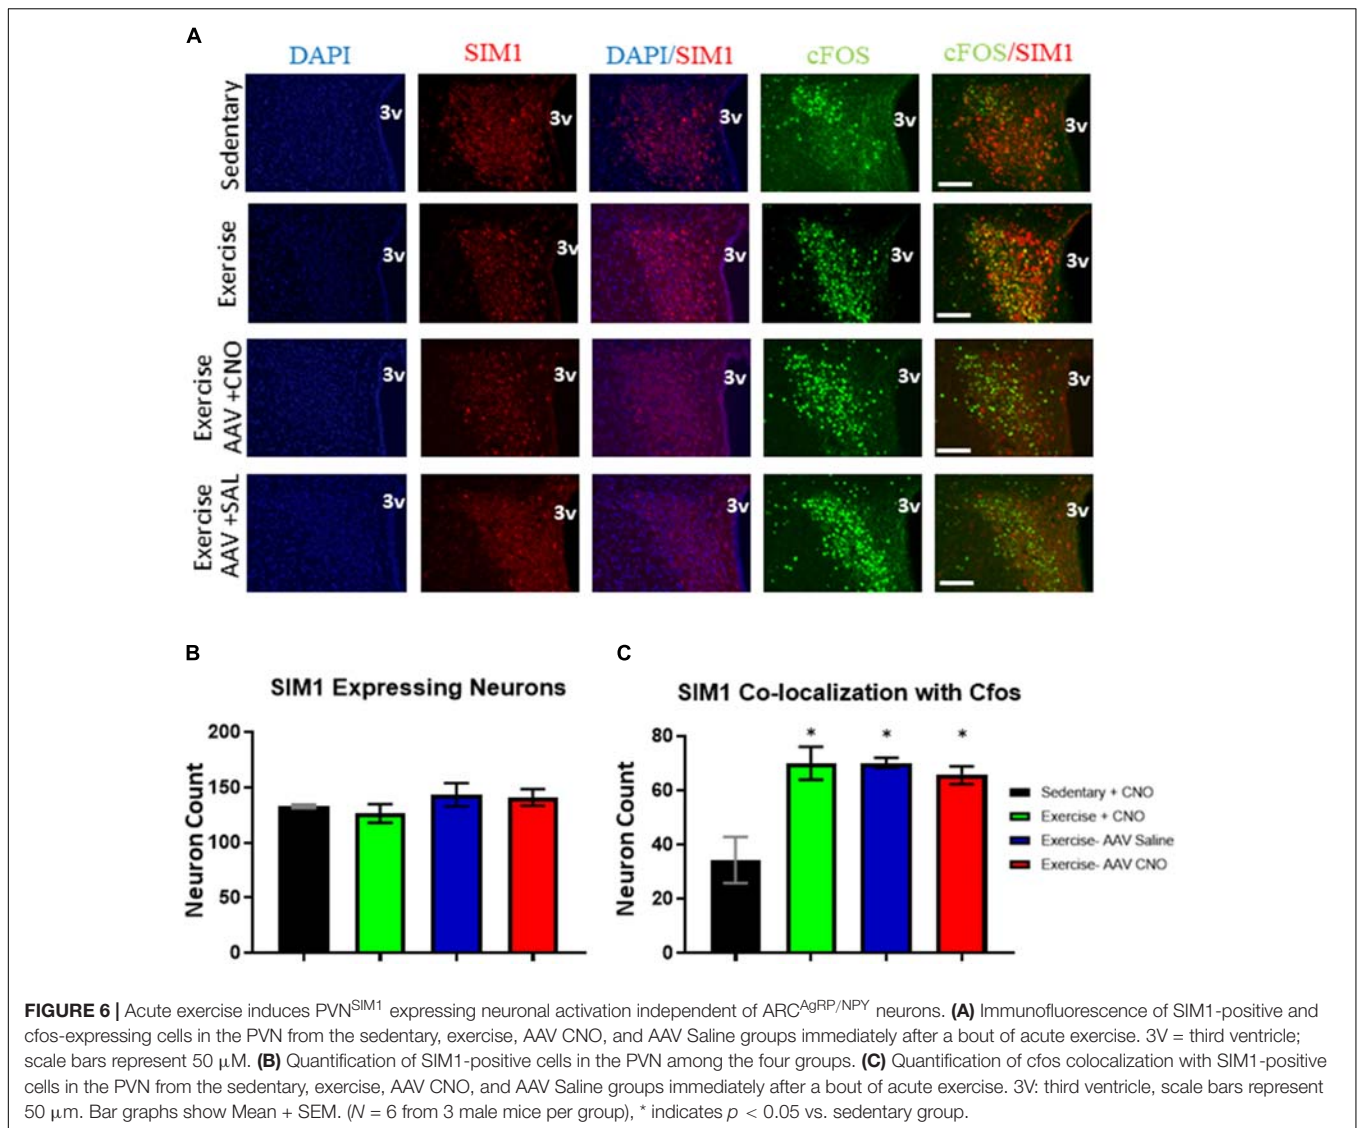 A
DAPI SIM1 DAPI/SIM1 cFOS cFOS/SIM1
Sedentary
3v 3v 3v 3v 3v
Exercise
3v 3v 3v 3v 3v
Exercise
AAV +CNO
3v 3v 3v 3v 3v
Exercise
AAV +SAL
3v 3v 3v 3v 3v
B
SIM1 Expressing Neurons
Neuron Count
200
150
100
50
0
C
SIM1 Co-localization with Cfos
Neuron Count
80
60
40
20
0
* * *
Sedentary + CNO
Exercise + CNO
Exercise- AAV Saline
Exercise- AAV CNO
FIGURE 6 | Acute exercise induces PVN^SIM1 expressing neuronal activation independent of ARC^AgRP/NPY neurons. (A) Immunofluorescence of SIM1-positive and
cfos-expressing cells in the PVN from the sedentary, exercise, AAV CNO, and AAV Saline groups immediately after a bout of acute exercise. 3V = third ventricle;
scale bars represent 50 μM. (B) Quantification of SIM1-positive cells in the PVN among the four groups. (C) Quantification of cfos colocalization with SIM1-positive
cells in the PVN from the sedentary, exercise, AAV CNO, and AAV Saline groups immediately after a bout of acute exercise. 3V: third ventricle, scale bars represent
50 μm. Bar graphs show Mean + SEM. (N = 6 from 3 male mice per group), * indicates p < 0.05 vs. sedentary group.